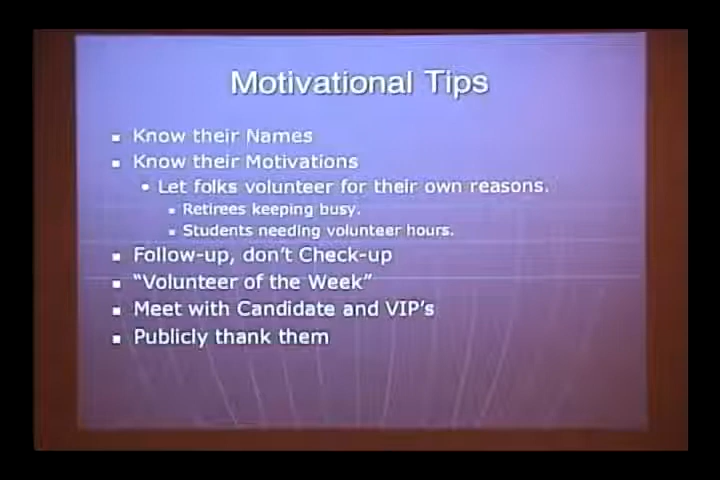 Motivational Tips
Know their Names
Know their Motivations
Let folks volunteer for their own reasons.
Retirees keeping busy.
Students needing volunteer hours.
Follow-up, don't Check-up
"Volunteer of the Week"
Meet with Candidate and VIP's
Publicly thank them